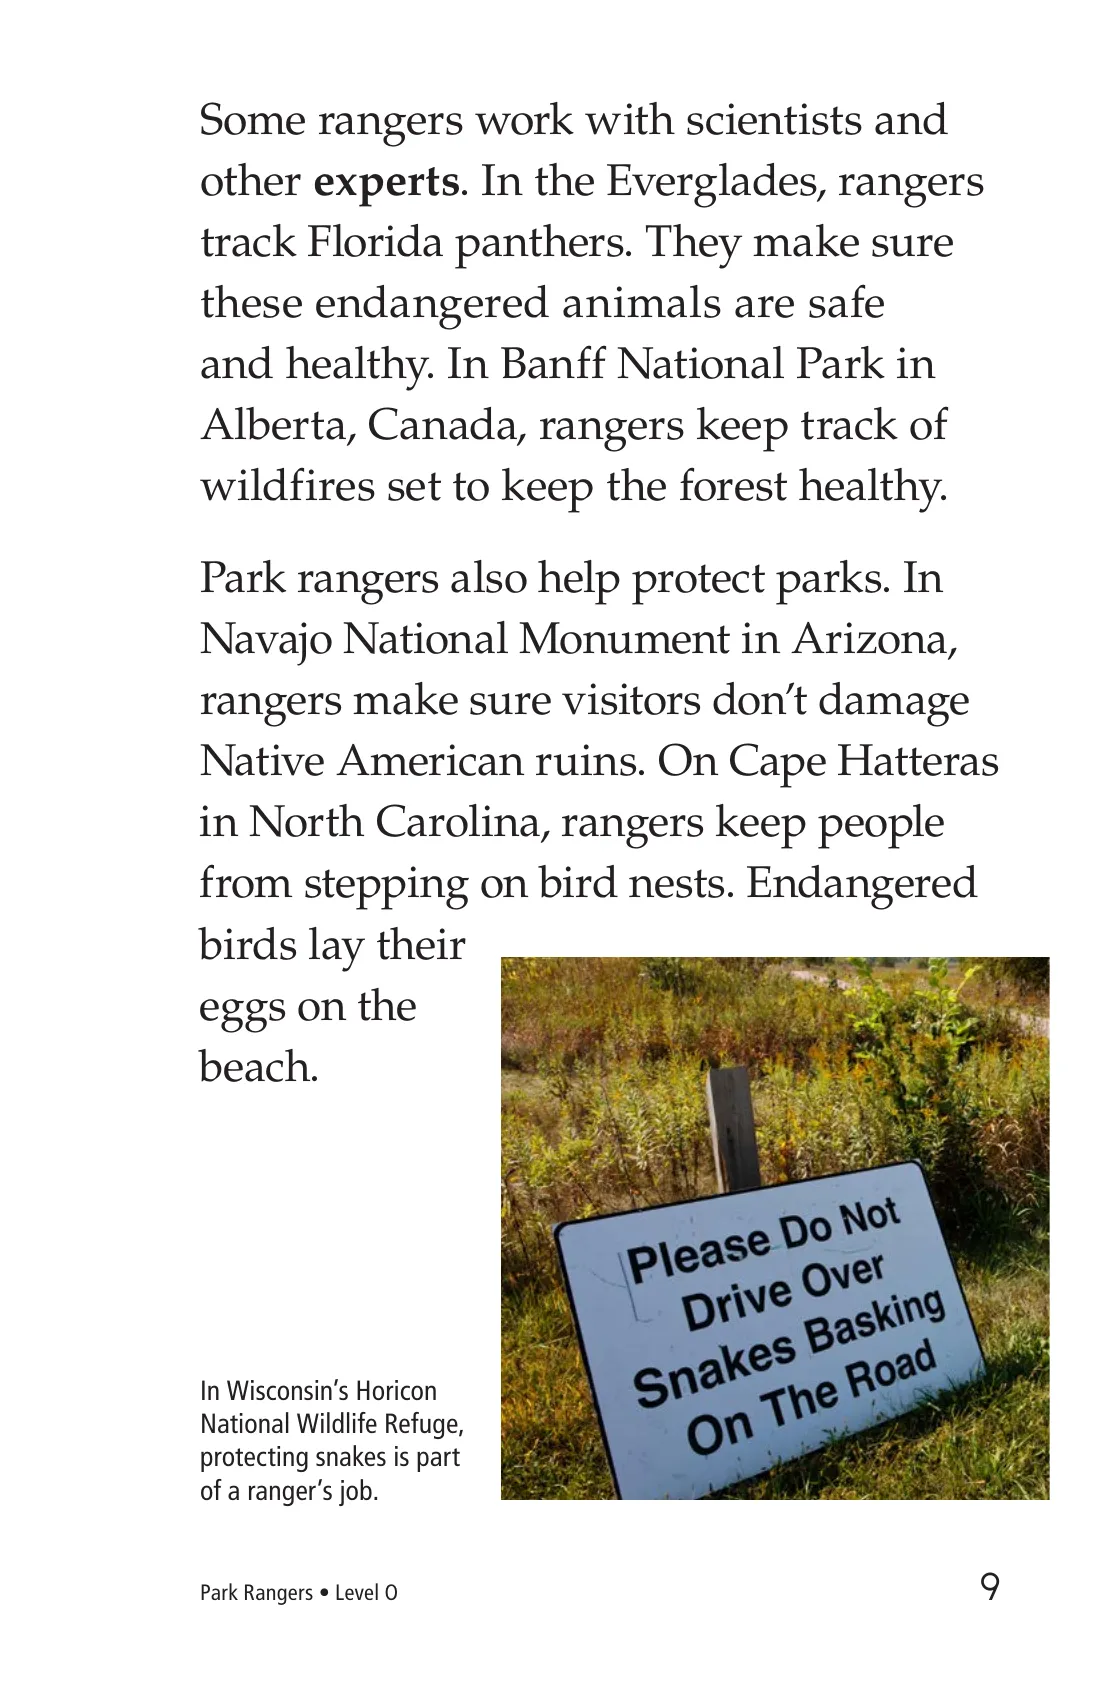 Some rangers work with scientists and
other experts. In the Everglades, rangers
track Florida panthers. They make sure
these endangered animals are safe
and healthy. In Banff National Park in
Alberta, Canada, rangers keep track of
wildfires set to keep the forest healthy.
Park rangers also help protect parks. In
Navajo National Monument in Arizona,
rangers make sure visitors don’t damage
Native American ruins. On Cape Hatteras
in North Carolina, rangers keep people
from stepping on bird nests. Endangered
birds lay their
eggs on the
beach.
Please Do Not
Drive Over
Snakes Basking
On The Road
In Wisconsin’s Horicon
National Wildlife Refuge,
protecting snakes is part
of a ranger’s job.
Park Rangers • Level O
9